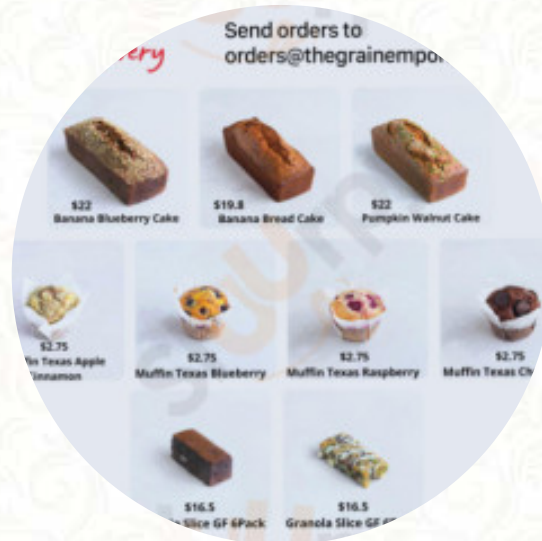 Send orders to
ery
orders@thegrainempo
$22
Banana Blueberry Cake
$19.8
Banana Bread Cake
$22
Pumpkin Walnut Cake
$2.75
in Texas Apple
Cinnamon
$2.75
Muffin Texas Blueberry
$2.75
Muffin Texas Raspberry
$2.75
Muffin Texas Ch
$16.5
Slice GF 6Pack
$16.5
Granola Slice GF